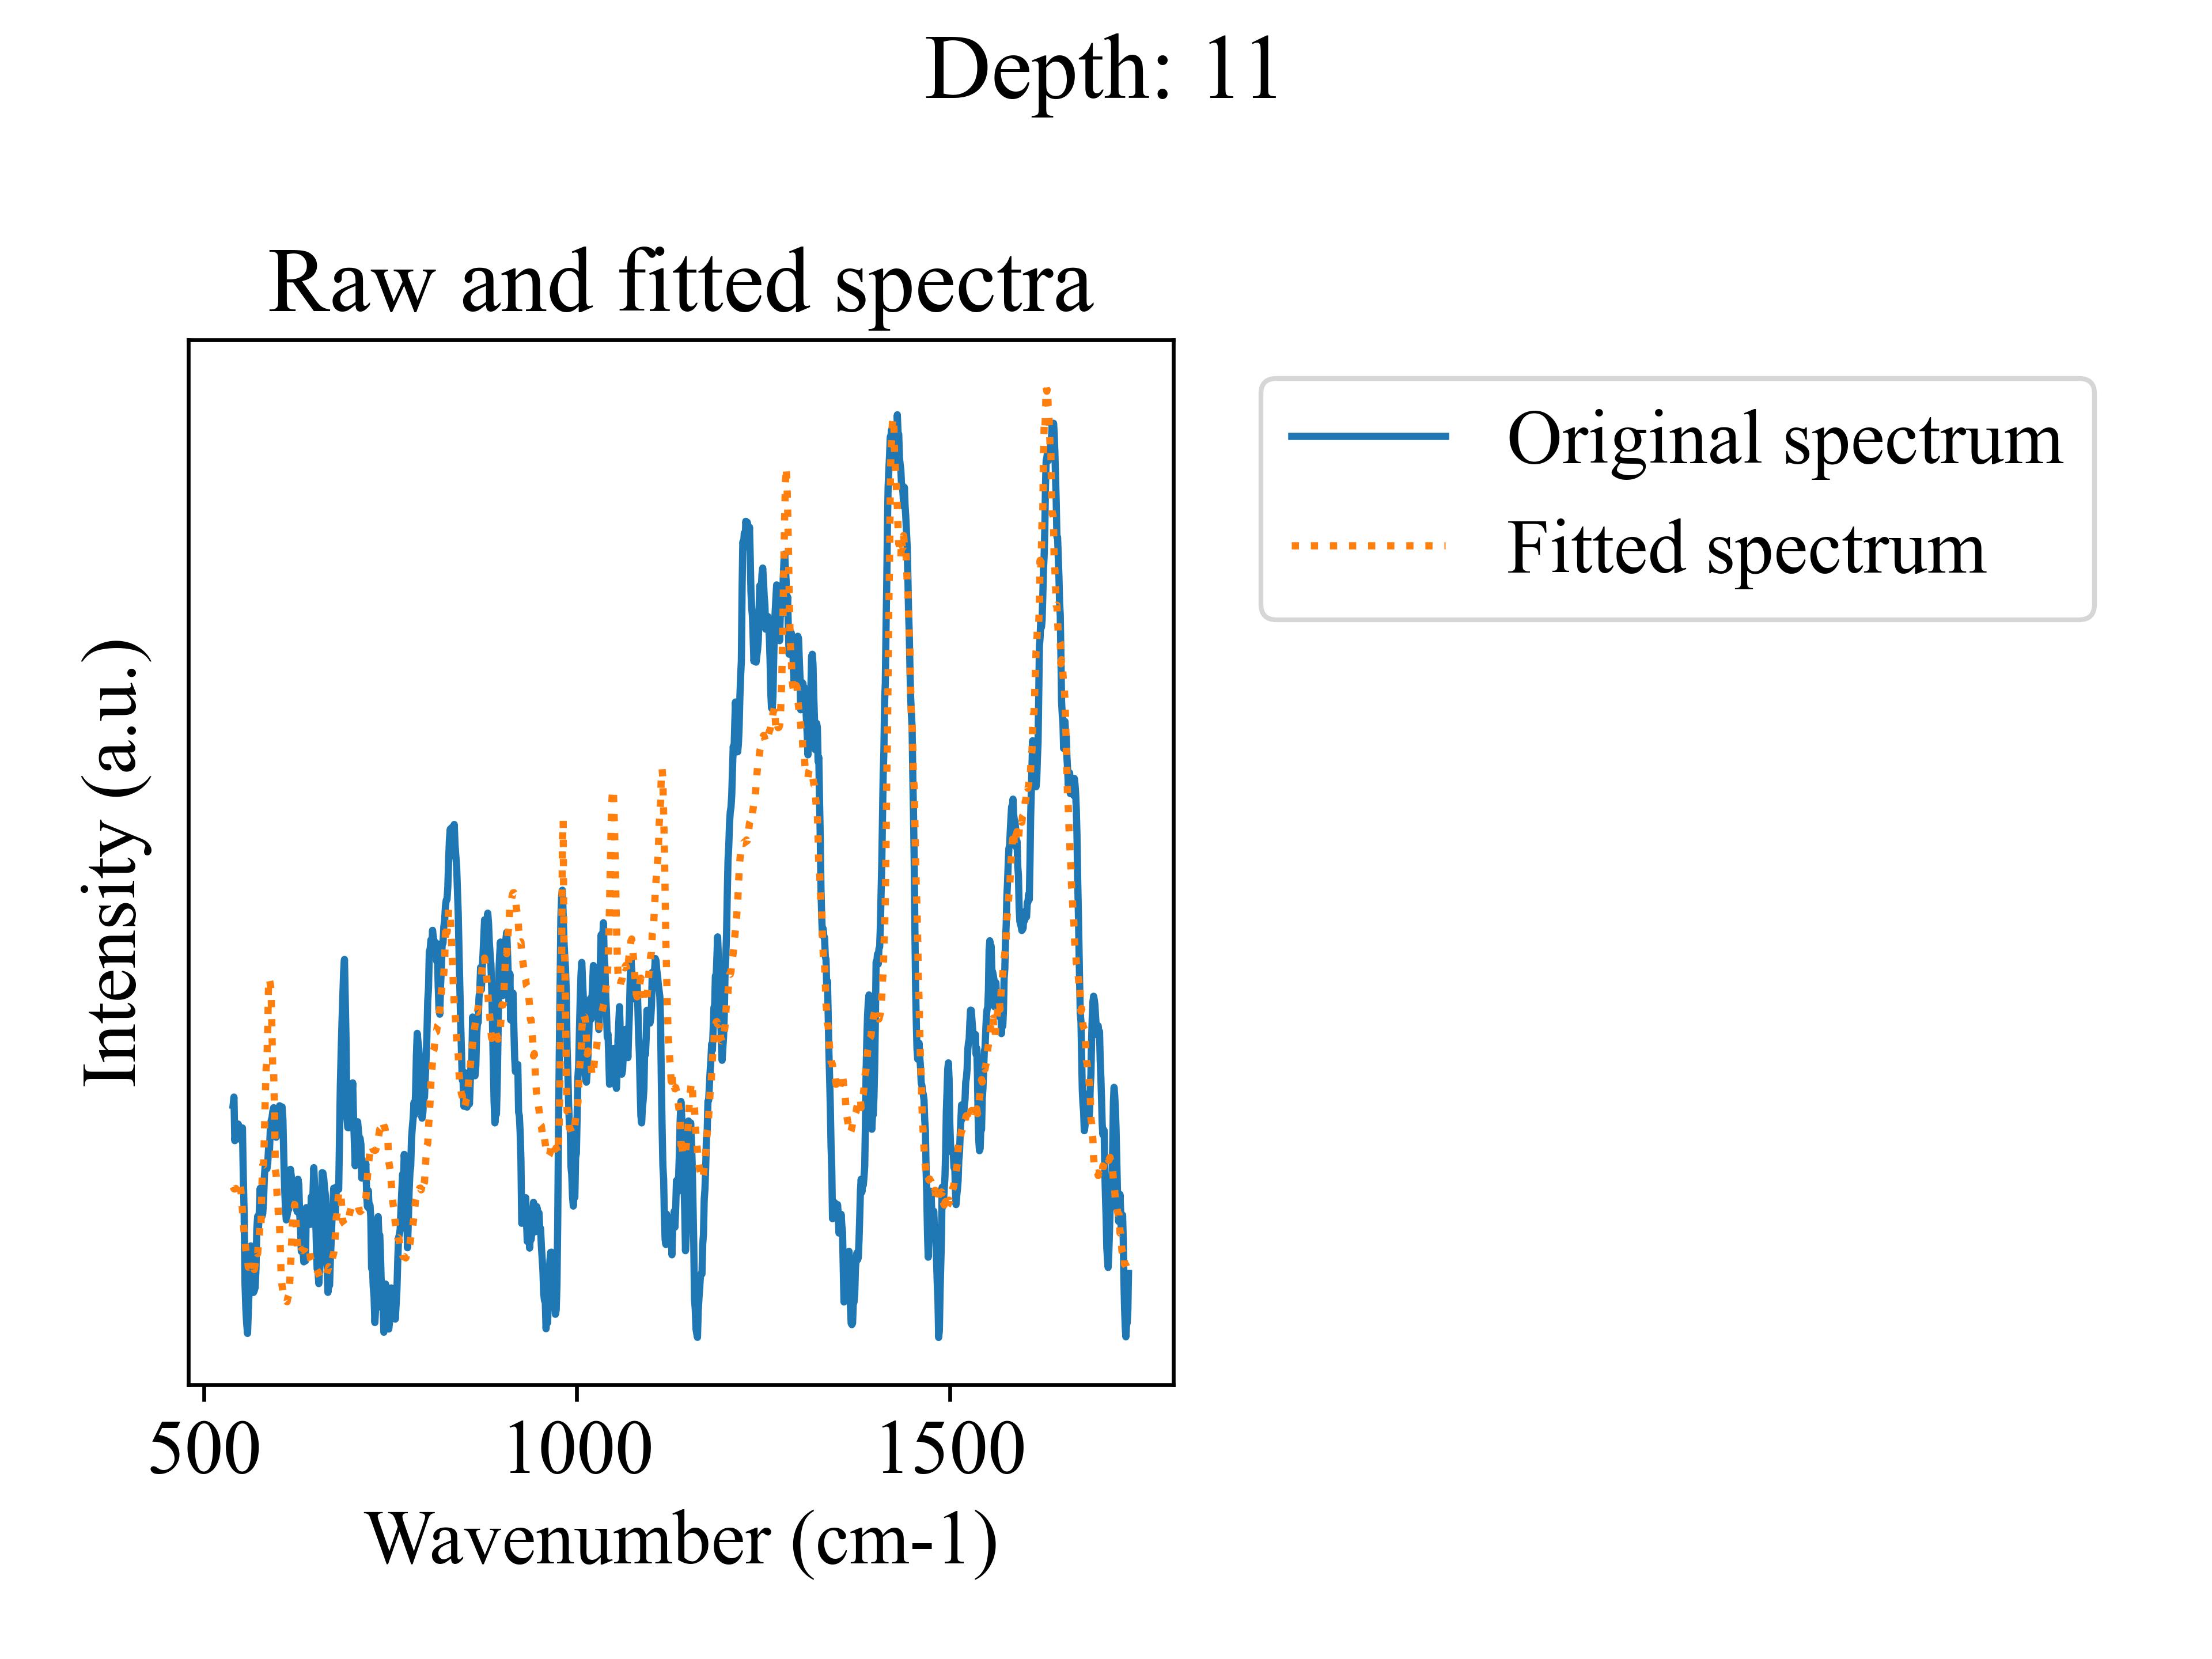 Depth: 11
Raw and fitted spectra
Original spectrum
Fitted spectrum
Intensity (a.u.)
500 1000 1500
Wavenumber (cm-1)